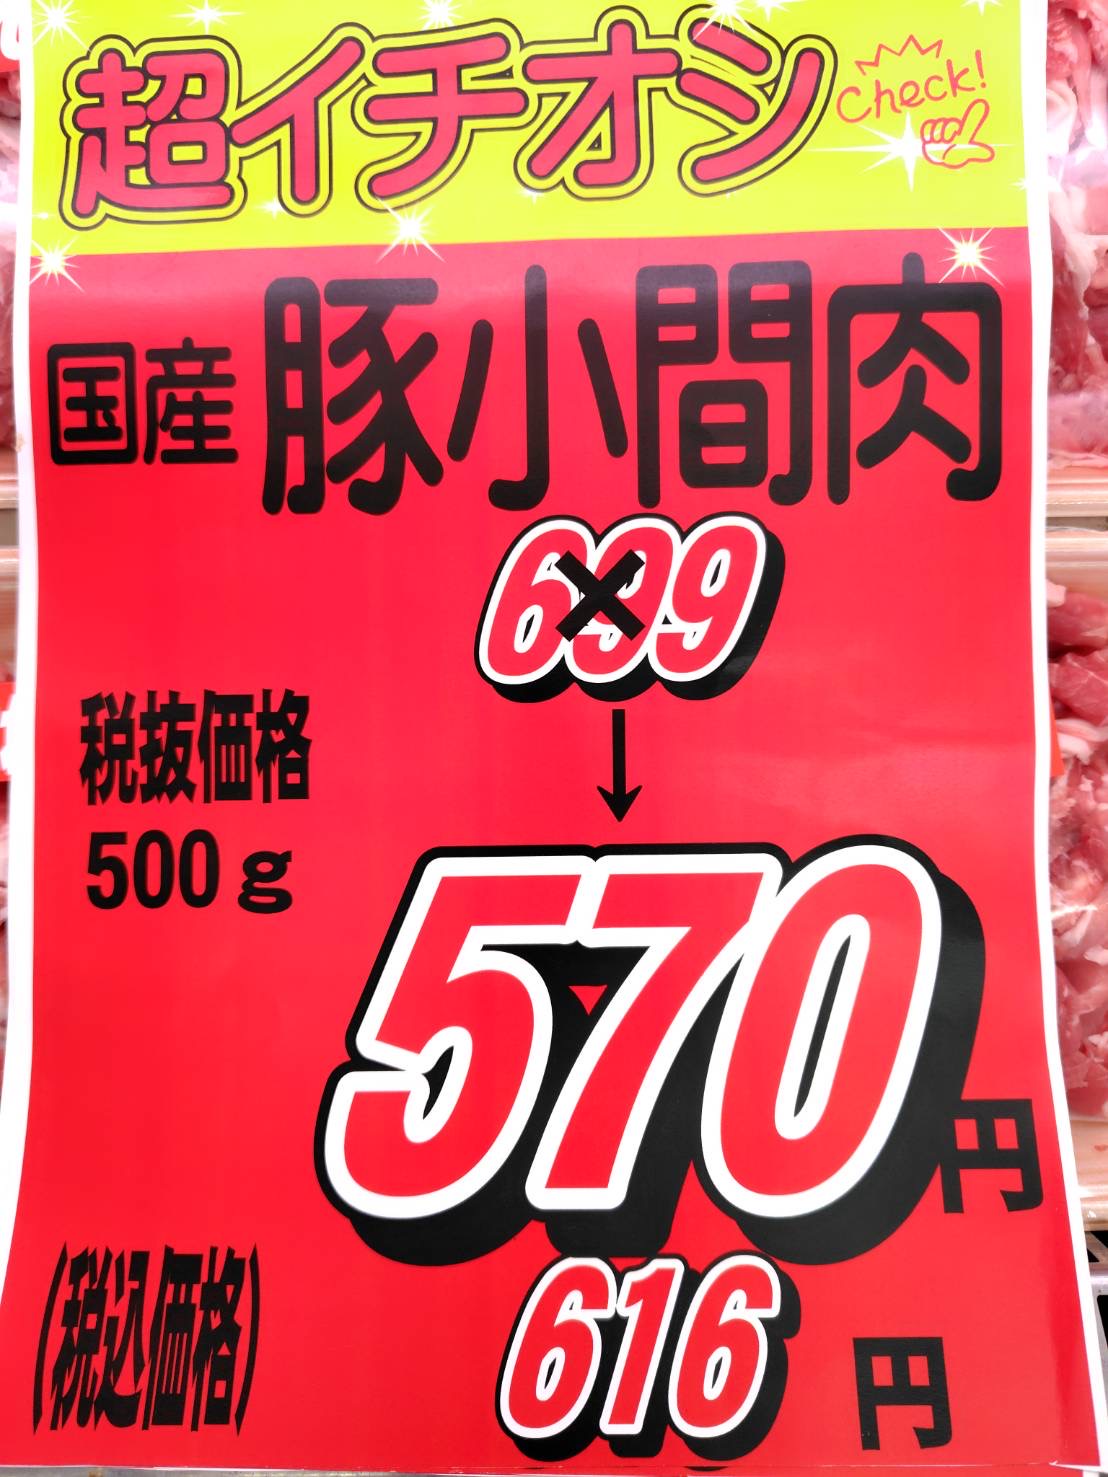 超イチオシ
Check!
国産 豚小間肉
699
税抜価格
500g
570円
(税込価格)
616円